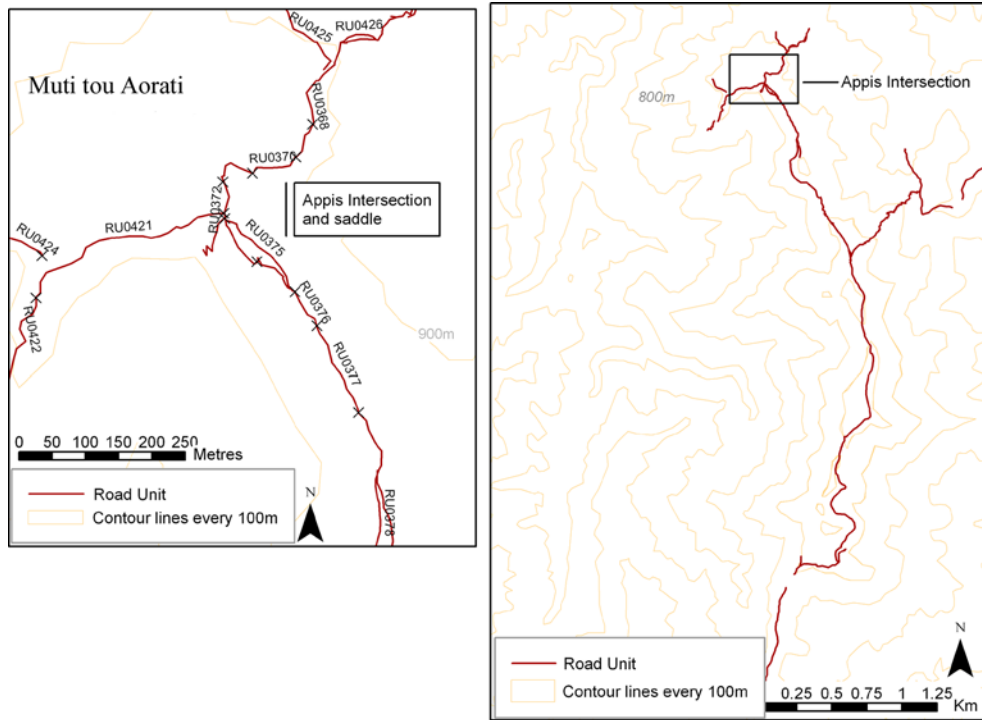 RU0425
RU0426
Muti tou Aorati
RU0368
RU0370
RU0372
Appis Intersection
and saddle
RU0421
RU0375
RU0424
RU0376
RU0422
900m
RU0377
0 50 100 150 200 250
Metres
RU0378
Road Unit
Contour lines every 100m
N
800m
Appis Intersection
Road Unit
Contour lines every 100m
N
0.25 0.5 0.75 1 1.25
Km